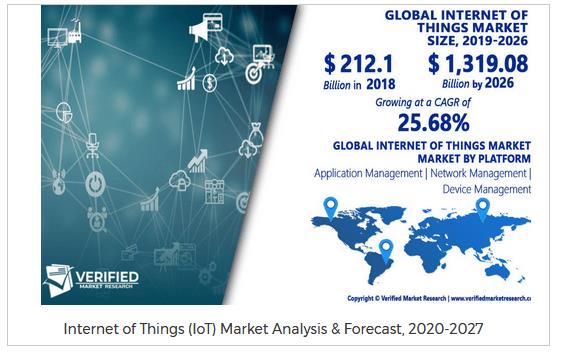 GLOBAL INTERNET OF
THINGS MARKET
SIZE, 2019-2026
$ 212.1 $ 1,319.08
Billion in 2018 Billion by 2026
Growing at a CAGR of
25.68%
GLOBAL INTERNET OF THINGS MARKET
MARKET BY PLATFORM
Application Management | Network Management |
Device Management
VERIFIED
MARKET RESEARCH
Copyright © Verified Market Research | www.verifiedmarketresearch.c
Internet of Things (IoT) Market Analysis & Forecast, 2020-2027